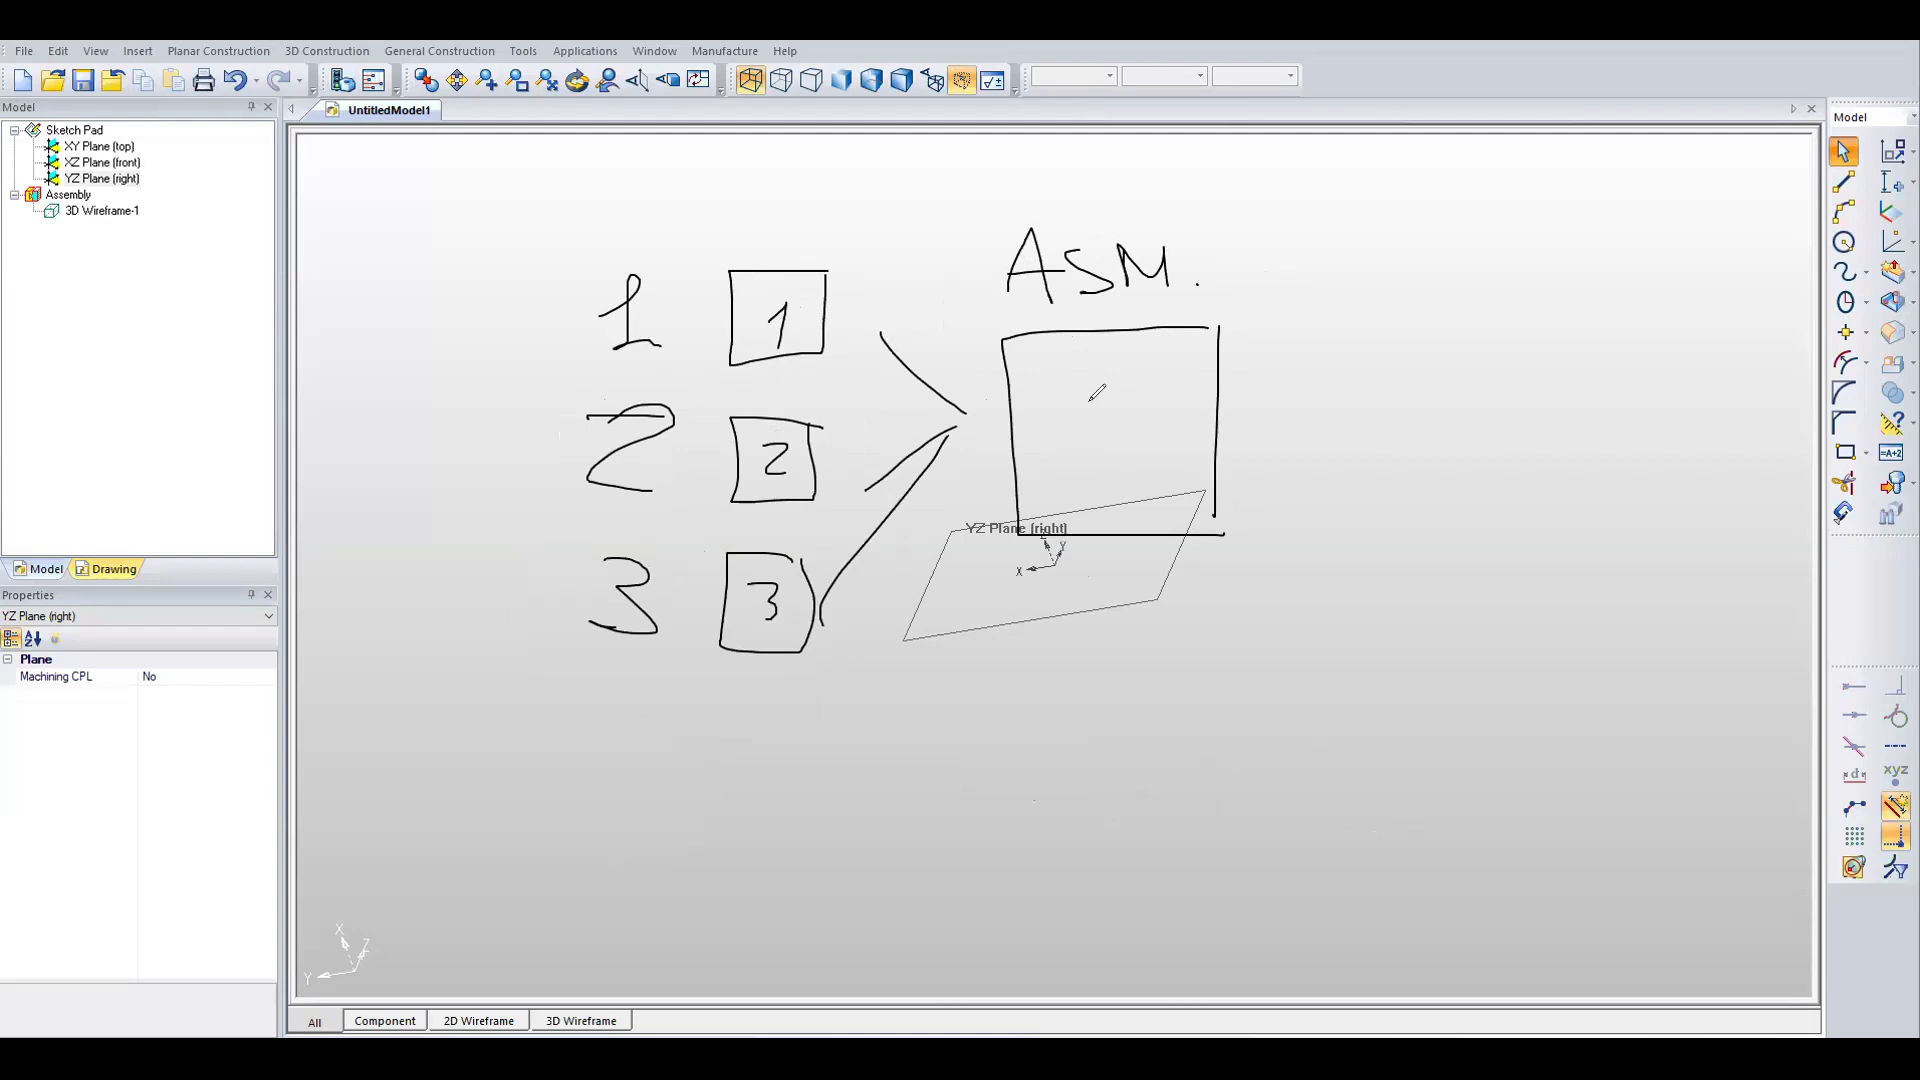 File Edit View Insert Planar Construction 3D Construction General Construction Tools Applications Window Manufacture Help
Model
UntitledModel1
Model
Sketch Pad
XY Plane (top)
XZ Plane (front)
YZ Plane (right)
Assembly
3D Wireframe-1
ASM.
1 1
2 2
3 3
YZ Plane (right)
Z Y
X
=A+2
d
xyz
Model Drawing
Properties
YZ Plane (right)
Plane
Machining CPL No
X
Z
Y
All Component 2D Wireframe 3D Wireframe